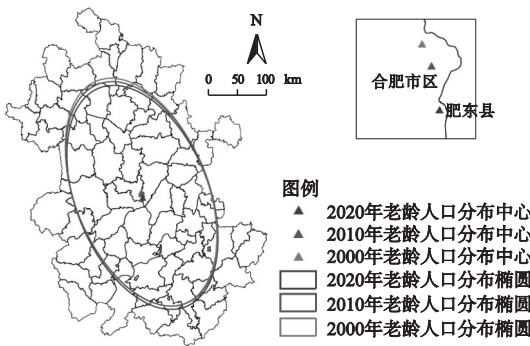 N
0 50 100 km
合肥市区
肥东县
图例
2020年老龄人口分布中心
2010年老龄人口分布中心
2000年老龄人口分布中心
2020年老龄人口分布椭圆
2010年老龄人口分布椭圆
2000年老龄人口分布椭圆